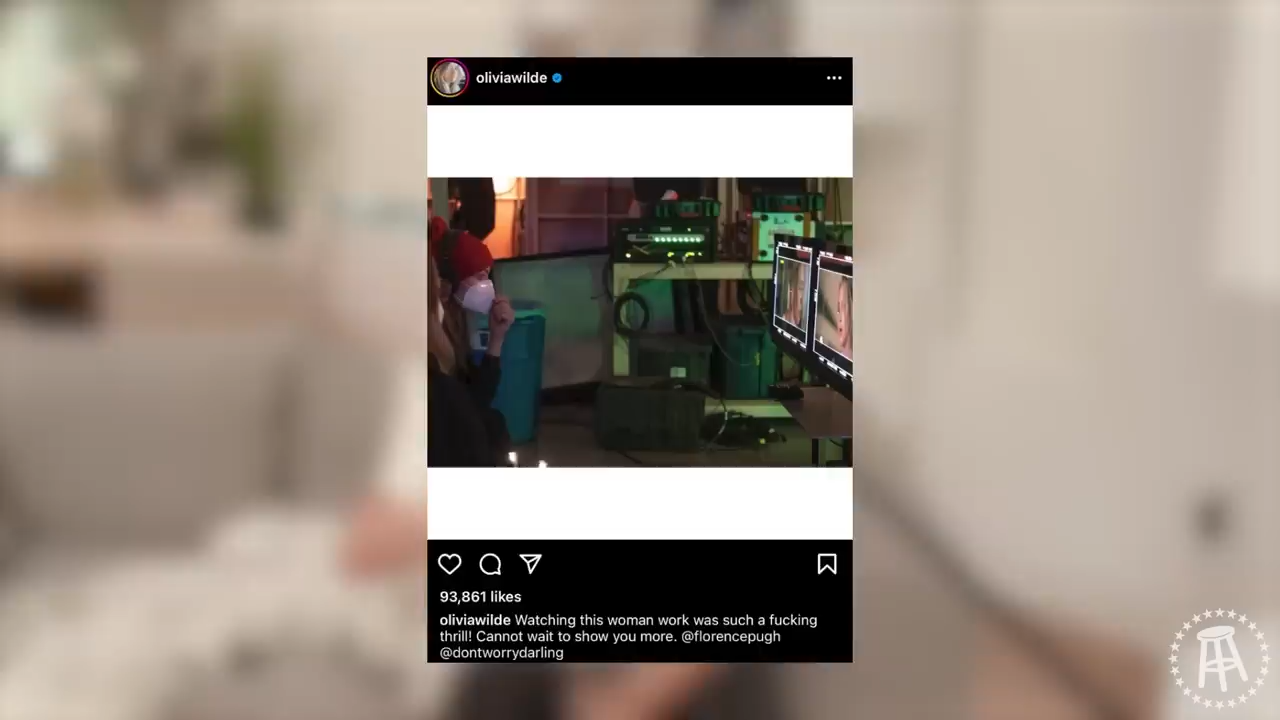 oliviawilde
93,861 likes
oliviawilde Watching this woman work was such a fucking
thrill! Cannot wait to show you more. @florencepugh
@dontworrydarling